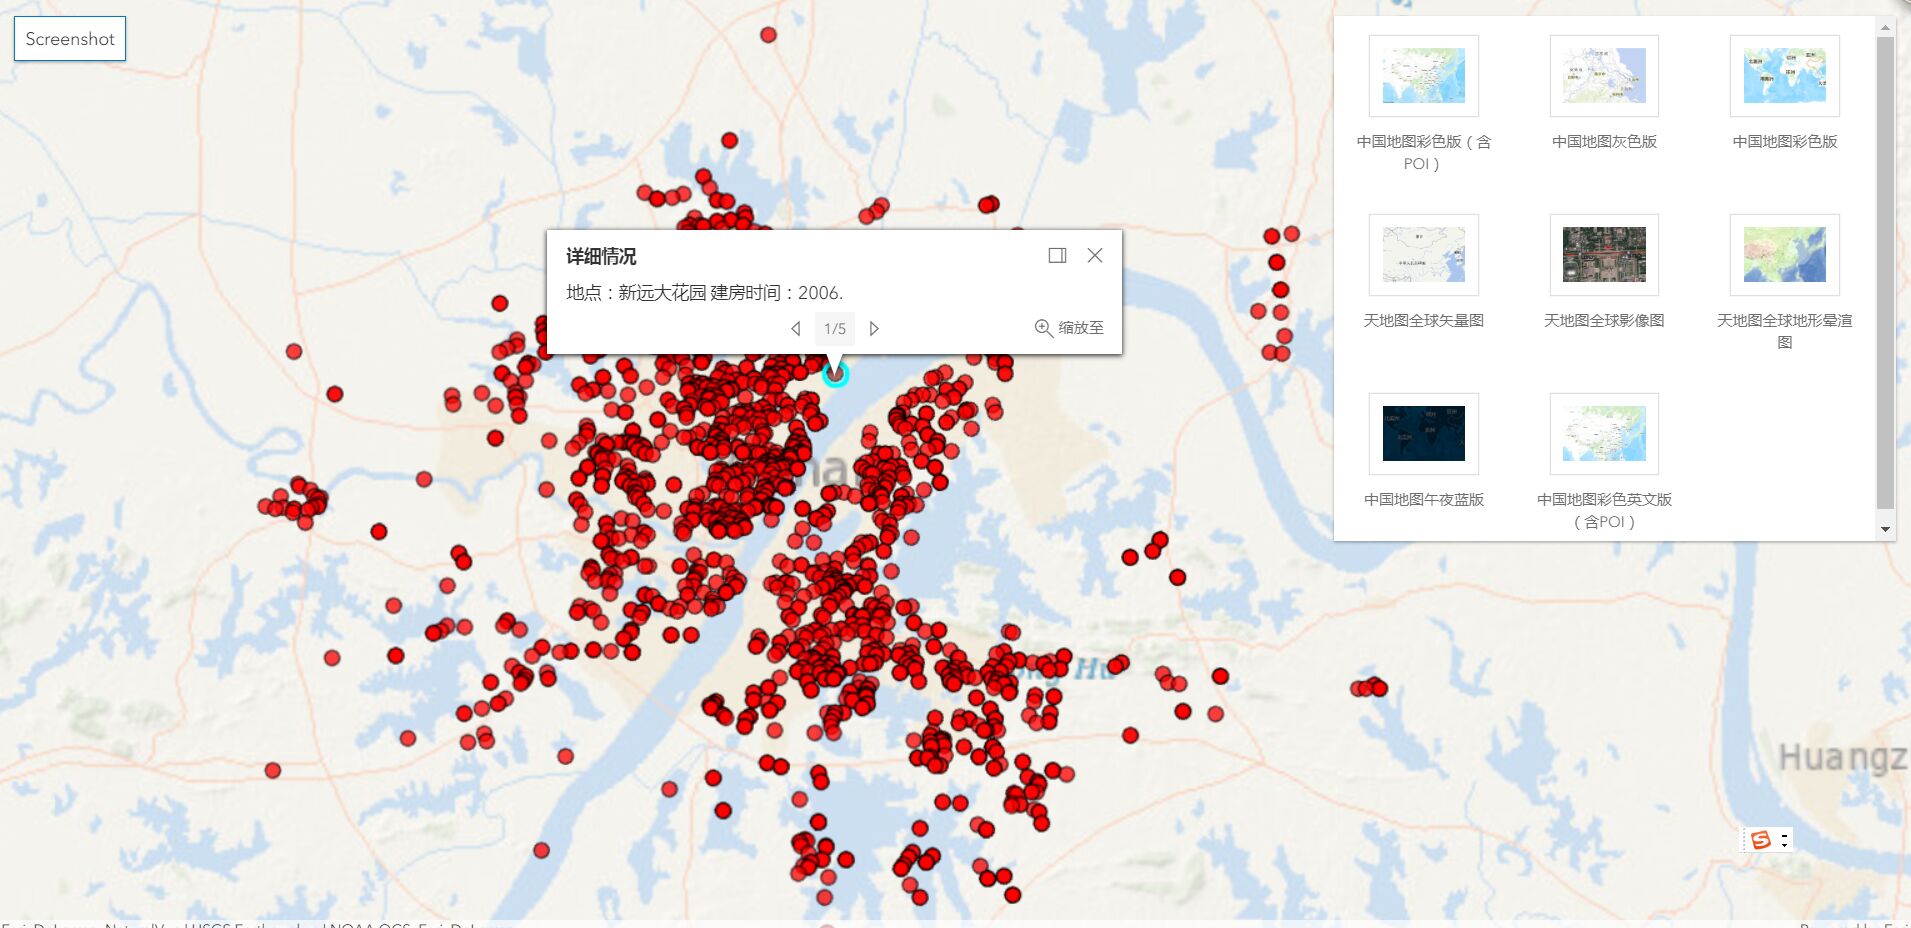 Screenshot
中国地图彩色版（含
POI）
中国地图灰色版
中国地图彩色版
详细情况
地点：新远大花园 建房时间：2006.
1/5
缩放至
天地图全球矢量图
天地图全球影像图
天地图全球地形晕渲
图
中国地图午夜蓝版
中国地图彩色英文版
（含POI）
Huangz